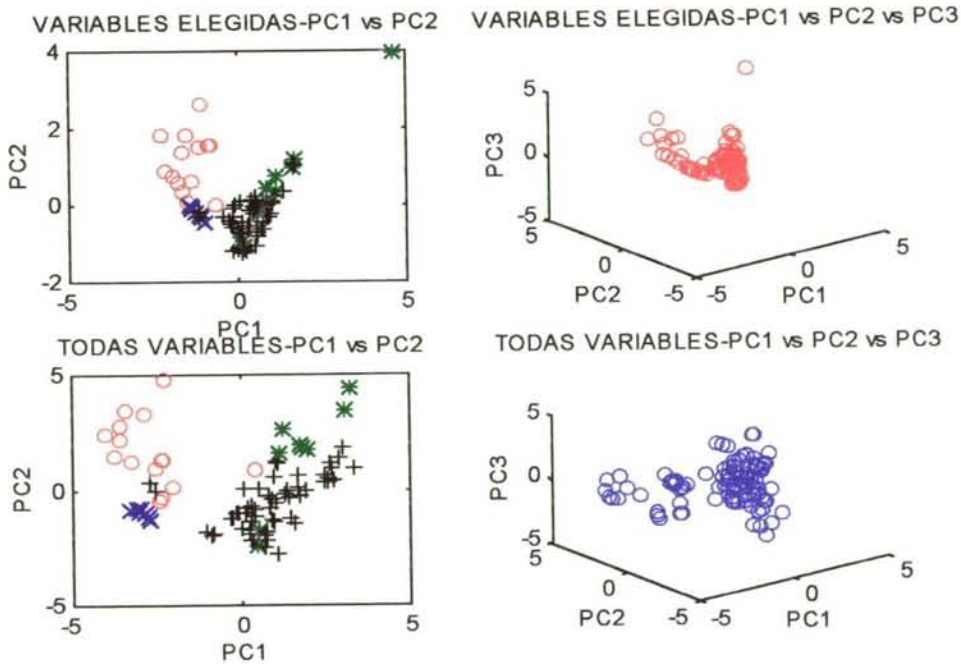 VARIABLES ELEGIDAS-PC1 vs PC2
4
2
0
-2
PC2
-5
0
5
PC1
VARIABLES ELEGIDAS-PC1 vs PC2 vs PC3
5
0
-5
PC3
5
0
-5
PC2
-5
0
5
PC1
TODAS VARIABLES-PC1 vs PC2
5
0
-5
PC2
-5
0
5
PC1
TODAS VARIABLES-PC1 vs PC2 vs PC3
5
0
-5
PC3
5
0
-5
PC2
-5
0
5
PC1